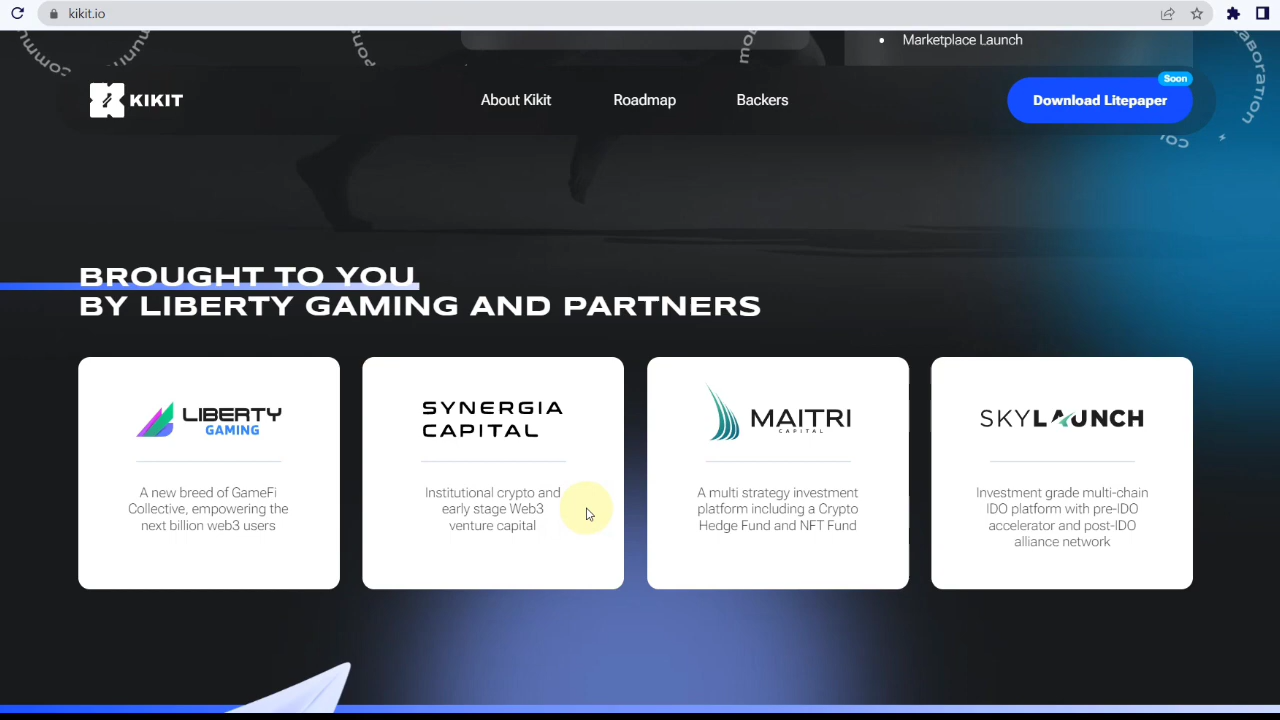 kikit.io
Marketplace Launch
KIKIT
About Kikit
Roadmap
Backers
Soon
Download Litepaper
BROUGHT TO YOU
BY LIBERTY GAMING AND PARTNERS
LIBERTY
GAMING
A new breed of GameFi
Collective, empowering the
next billion web3 users
SYNERGIA
CAPITAL
Institutional crypto and
early stage Web3
venture capital
MAITRI
CAPITAL
A multi strategy investment
platform including a Crypto
Hedge Fund and NFT Fund
SKYLAUNCH
Investment grade multi-chain
IDO platform with pre-IDO
accelerator and post-IDO
alliance network